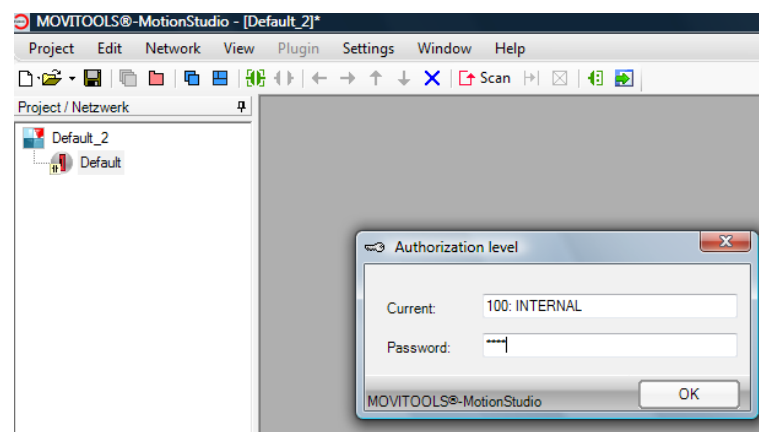 MOVITOOLS®-MotionStudio - [Default_2]*
Project Edit Network View Plugin Settings Window Help
Scan
Project / Netzwerk
Default_2
Default
Authorization level
Current: 100: INTERNAL
Password: ****
MOVITOOLS®-MotionStudio OK